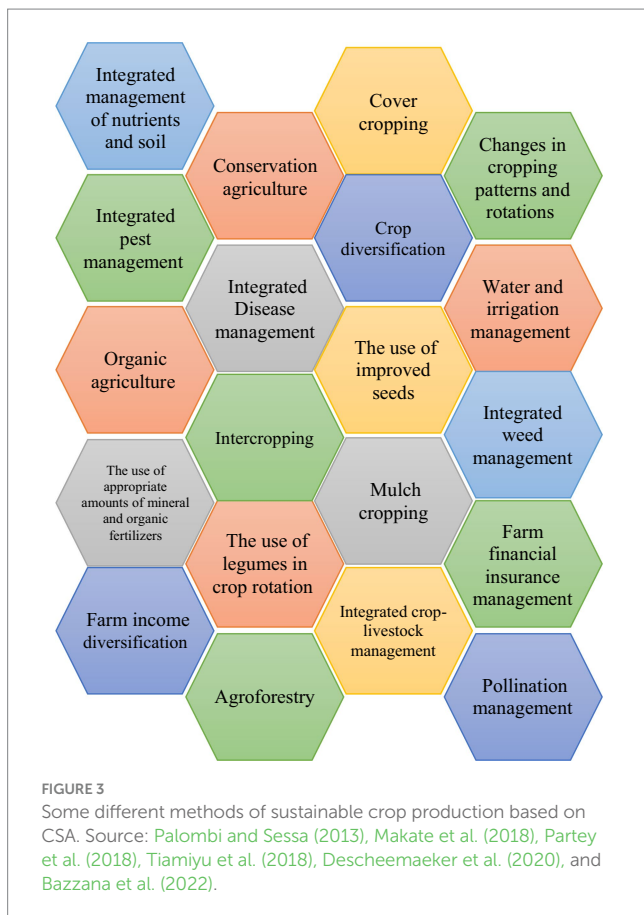 Integrated
management
of nutrients
and soil
Cover
cropping
Conservation
agriculture
Changes in
cropping
patterns and
rotations
Integrated
pest
management
Crop
diversification
Integrated
Disease
management
Water and
irrigation
management
Organic
agriculture
The use of
improved
seeds
Intercropping
Integrated
weed
management
The use of
appropriate
amounts of mineral
and organic
fertilizers
Mulch
cropping
The use of
legumes in
crop rotation
Farm
financial
insurance
management
Farm income
diversification
Integrated crop-
livestock
management
Agroforestry
Pollination
management
FIGURE 3
Some different methods of sustainable crop production based on
CSA. Source: Palombi and Sessa (2013), Makate et al. (2018), Partey
et al. (2018), Tiamiyu et al. (2018), Descheemaeker et al. (2020), and
Bazzana et al. (2022).